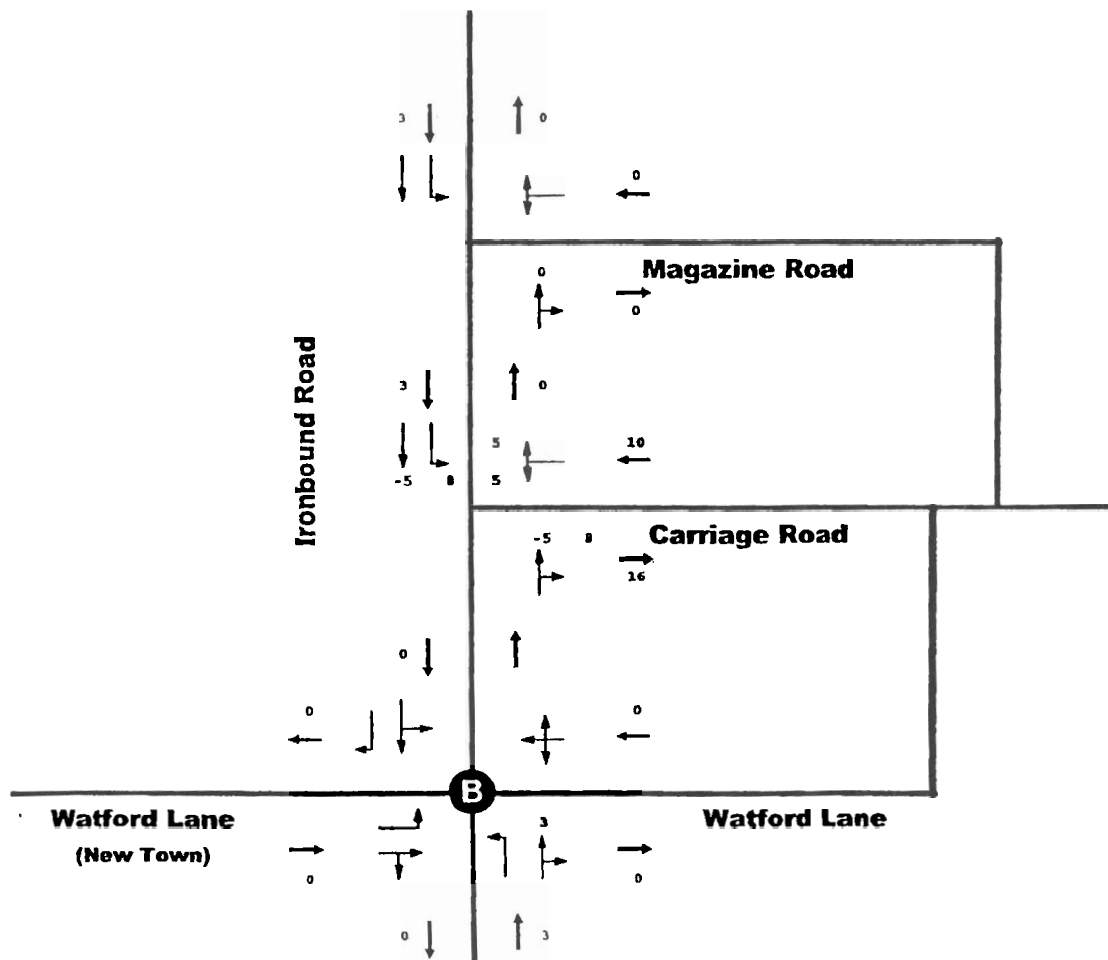 3 0
0
Magazine Road
0
0
Ironbound Road
3 0
5 10
-5 8 5
Carriage Road
-5 8
16
0
0 0
B
Watford Lane Watford Lane
(New Town)
3
0 0
0 3